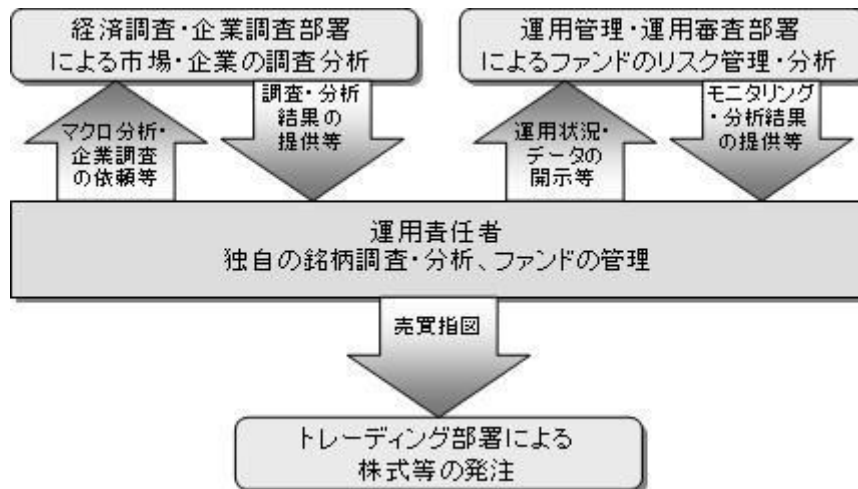 経済調査・企業調査部署
による市場・企業の調査分析
運用管理・運用審査部署
によるファンドのリスク管理・分析
マクロ分析・
企業調査
の依頼等
調査・分析
結果の
提供等
運用状況・
データの
開示等
モニタリング
・分析結果
の提供等
運用責任者
独自の銘柄調査・分析、ファンドの管理
売買指図
トレーディング部署による
株式等の発注